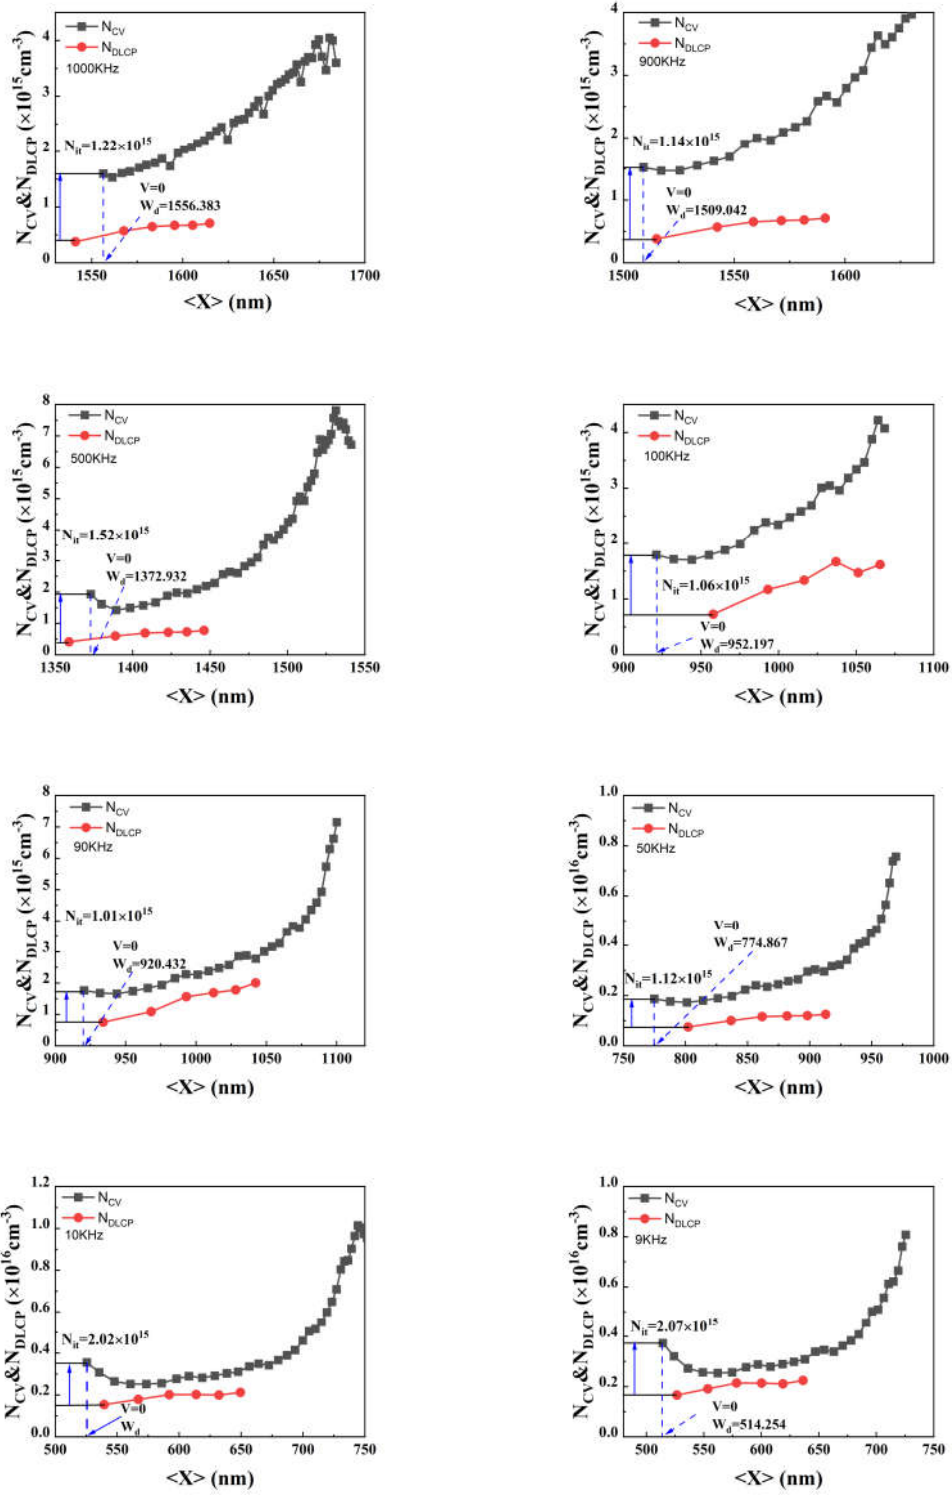 N_CV
N_DLCP
1000KHz
N_it=1.22×10^15
V=0
W_d=1556.383
N_CV&N_DLCP (×10^15cm^-3)
0 1 2 3 4
1550 1600 1650 1700
<X> (nm)
N_CV
N_DLCP
900KHz
N_it=1.14×10^15
V=0
W_d=1509.042
N_CV&N_DLCP (×10^15cm^-3)
0 1 2 3 4
1500 1550 1600
<X> (nm)
N_CV
N_DLCP
500KHz
N_it=1.52×10^15
V=0
W_d=1372.932
N_CV&N_DLCP (×10^15cm^-3)
0 1 2 3 4 5 6 7 8
1350 1400 1450 1500 1550
<X> (nm)
N_CV
N_DLCP
100KHz
N_it=1.06×10^15
V=0
W_d=952.197
N_CV&N_DLCP (×10^15cm^-3)
0 1 2 3 4
900 950 1000 1050 1100
<X> (nm)
N_CV
N_DLCP
90KHz
N_it=1.01×10^15
V=0
W_d=920.432
N_CV&N_DLCP (×10^15cm^-3)
0 1 2 3 4 5 6 7 8
900 950 1000 1050 1100
<X> (nm)
N_CV
N_DLCP
50KHz
V=0
W_d=774.867
N_it=1.12×10^15
N_CV&N_DLCP (×10^16cm^-3)
0.0 0.2 0.4 0.6 0.8 1.0
750 800 850 900 950 1000
<X> (nm)
N_CV
N_DLCP
10KHz
N_it=2.02×10^15
V=0
W_d
N_CV&N_DLCP (×10^16cm^-3)
0.0 0.2 0.4 0.6 0.8 1.0 1.2
500 550 600 650 700 750
<X> (nm)
N_CV
N_DLCP
9KHz
N_it=2.07×10^15
V=0
W_d=514.254
N_CV&N_DLCP (×10^16cm^-3)
0.0 0.2 0.4 0.6 0.8 1.0
500 550 600 650 700 750
<X> (nm)